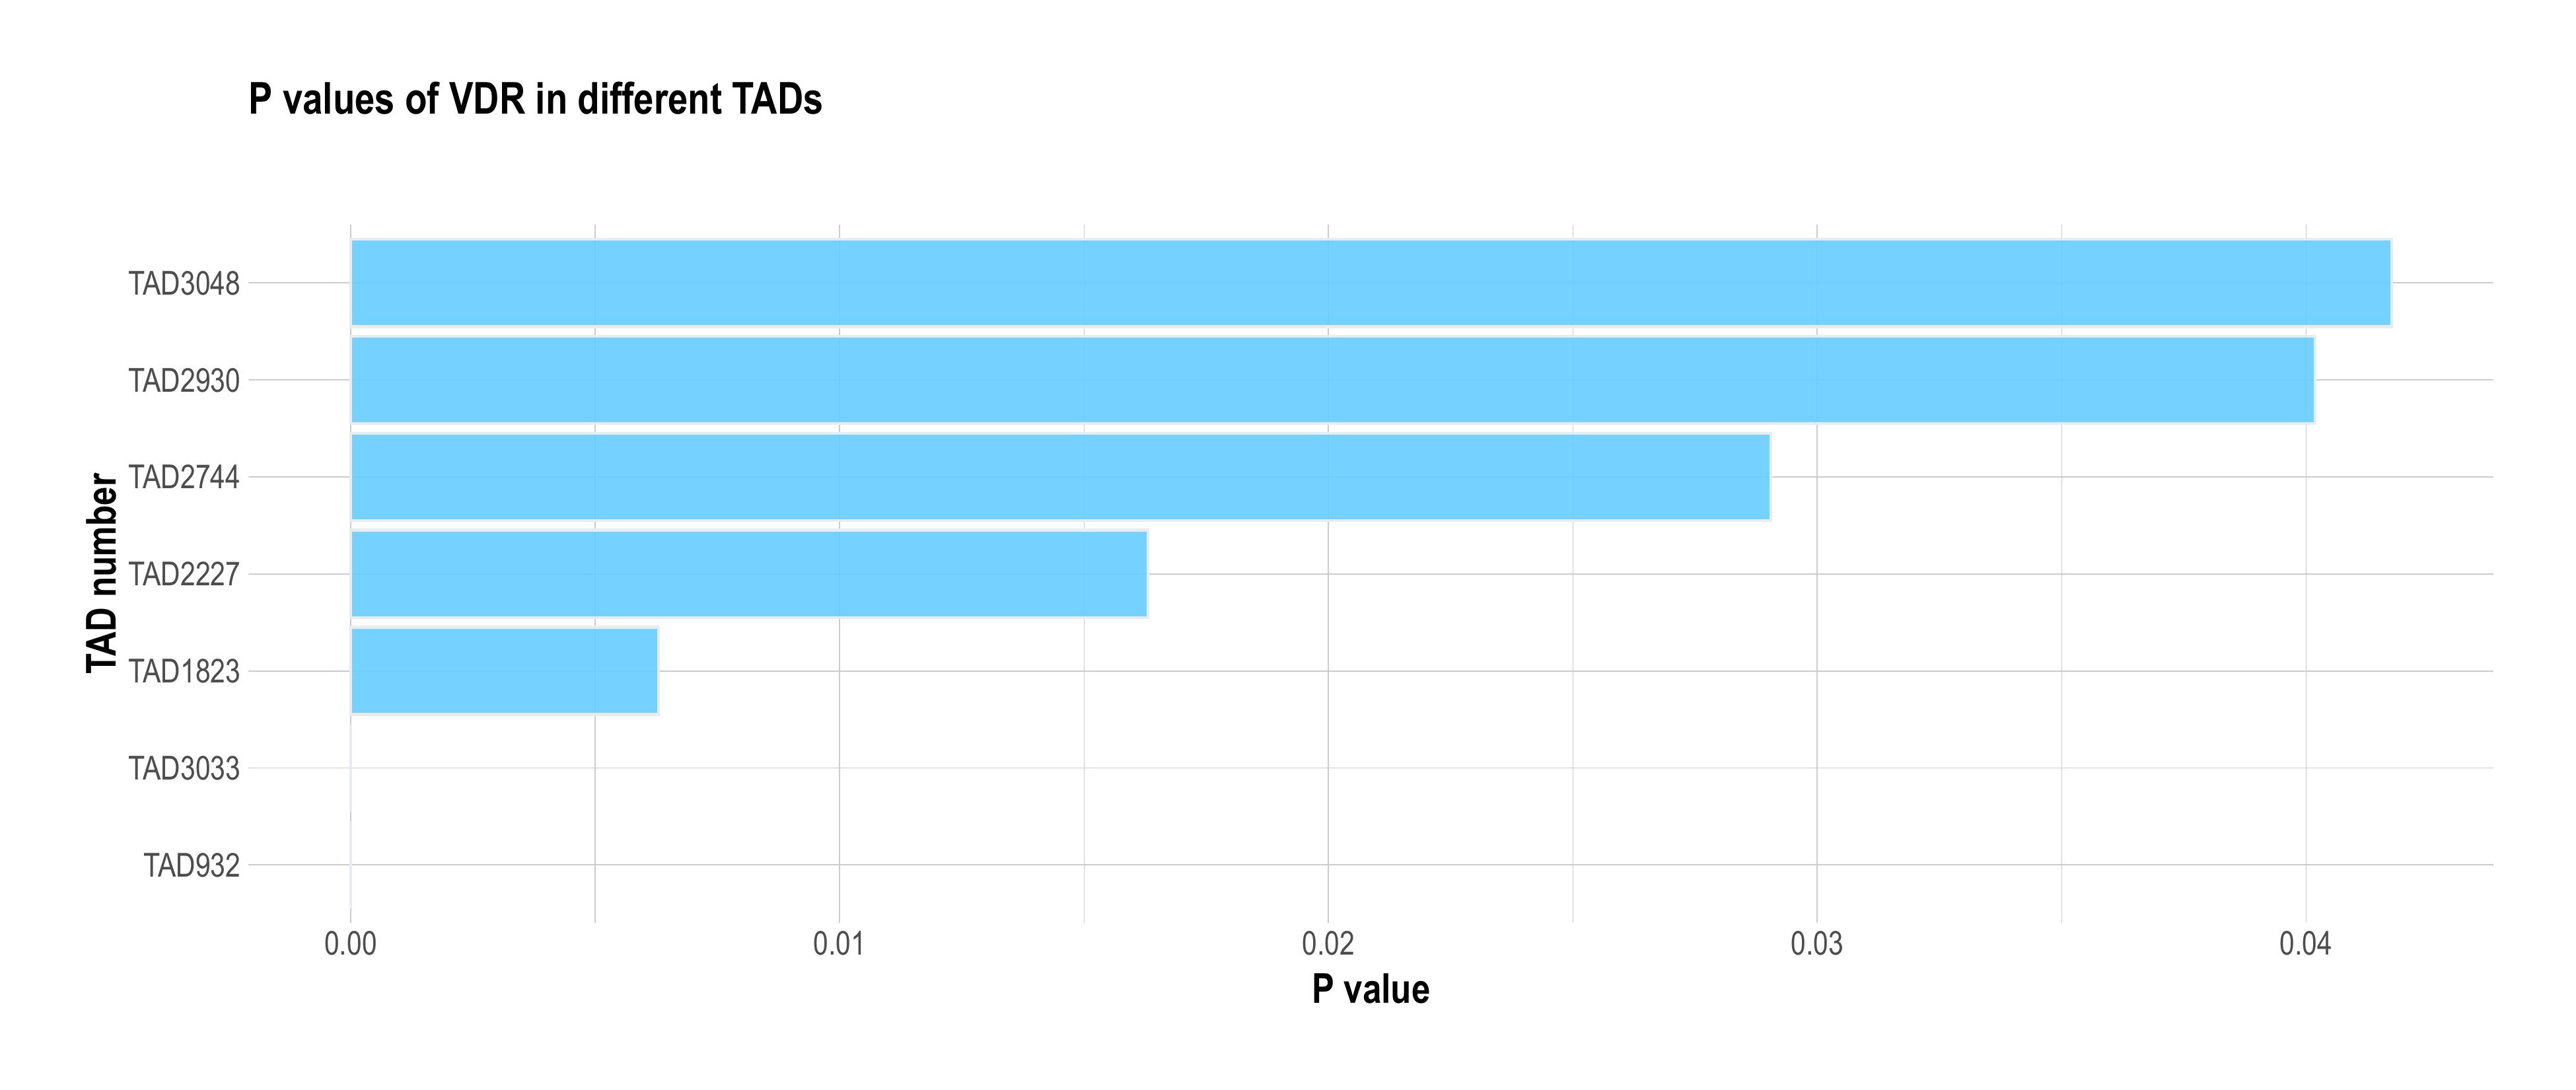 P values of VDR in different TADs
TAD number
TAD3048
TAD2930
TAD2744
TAD2227
TAD1823
TAD3033
TAD932
0.00 0.01 0.02 0.03 0.04
P value